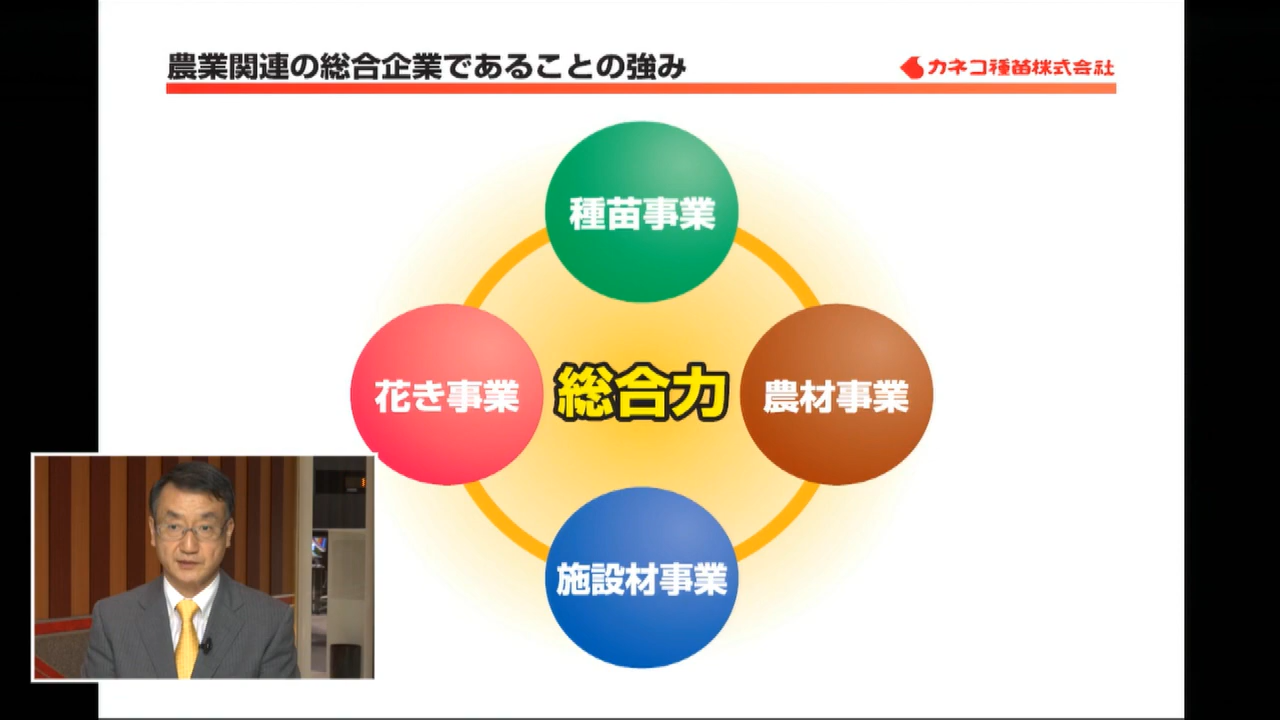 農業関連の総合企業であることの強み
カネコ種苗株式会社
種苗事業
花き事業
総合力
農材事業
施設材事業